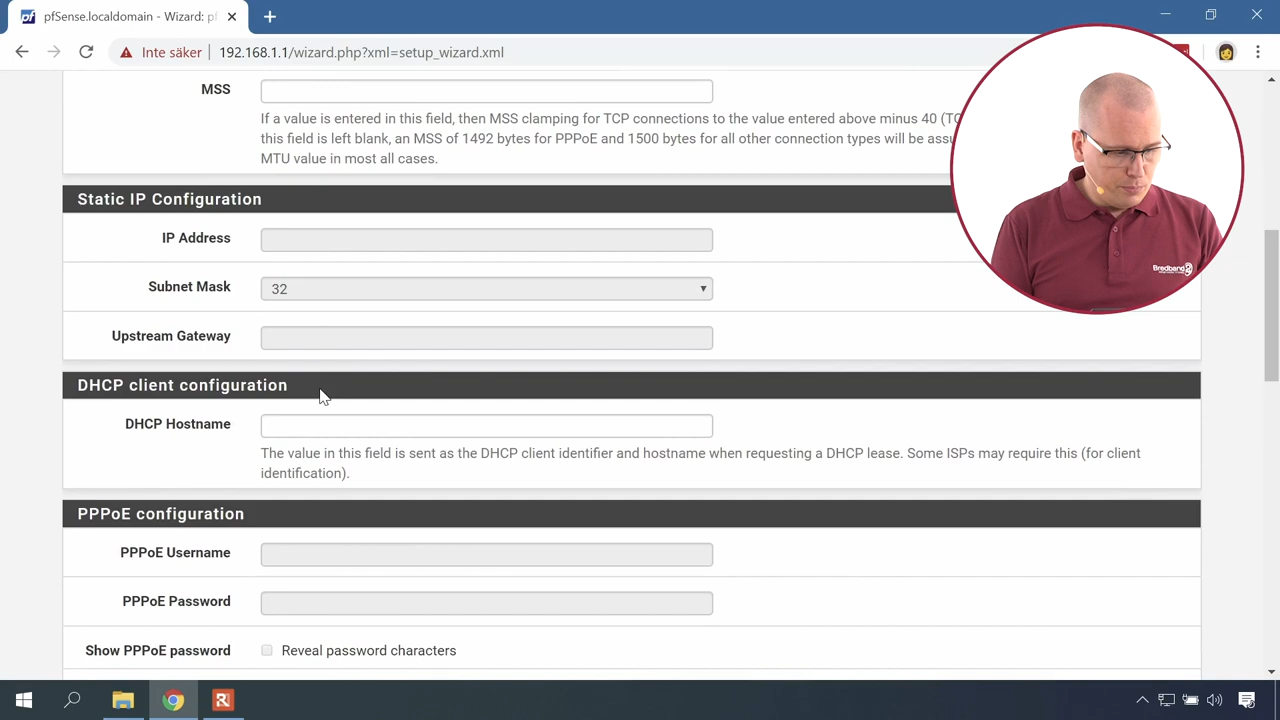 pfSense.localdomain - Wizard: pf
Inte säker
192.168.1.1/wizard.php?xml=setup_wizard.xml
MSS
If a value is entered in this field, then MSS clamping for TCP connections to the value entered above minus 40 (TC
this field is left blank, an MSS of 1492 bytes for PPPoE and 1500 bytes for all other connection types will be assu
MTU value in most all cases.
Static IP Configuration
IP Address
Subnet Mask
32
Upstream Gateway
DHCP client configuration
DHCP Hostname
The value in this field is sent as the DHCP client identifier and hostname when requesting a DHCP lease. Some ISPs may require this (for client
identification).
PPPoE configuration
PPPoE Username
PPPoE Password
Show PPPoE password
Reveal password characters
Bredband2